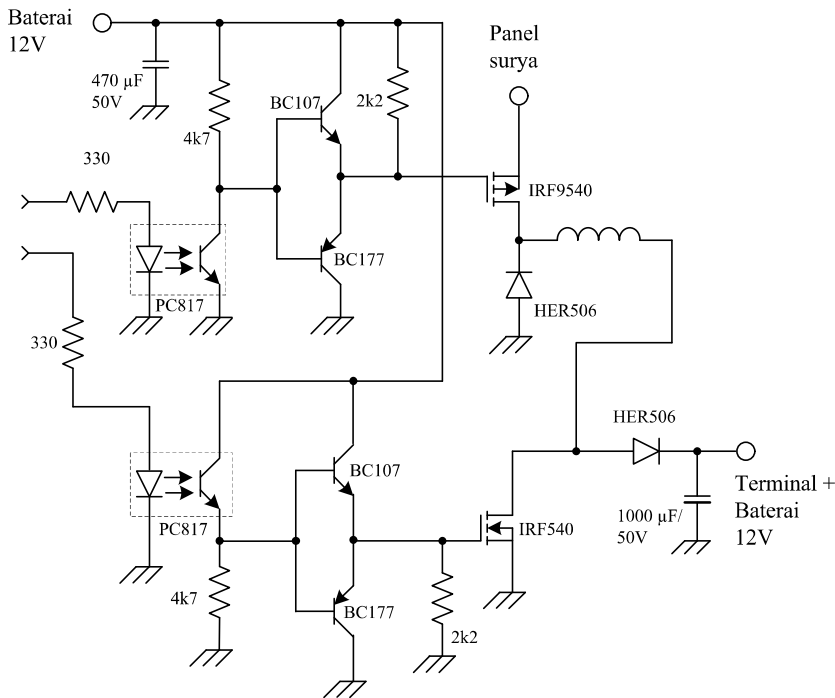 Baterai
12V
470 µF
50V
4k7
BC107
2k2
Panel
surya
330
IRF9540
BC177
PC817
HER506
330
HER506
BC107
Terminal +
Baterai
12V
1000 µF/
50V
PC817
IRF540
4k7
BC177
2k2